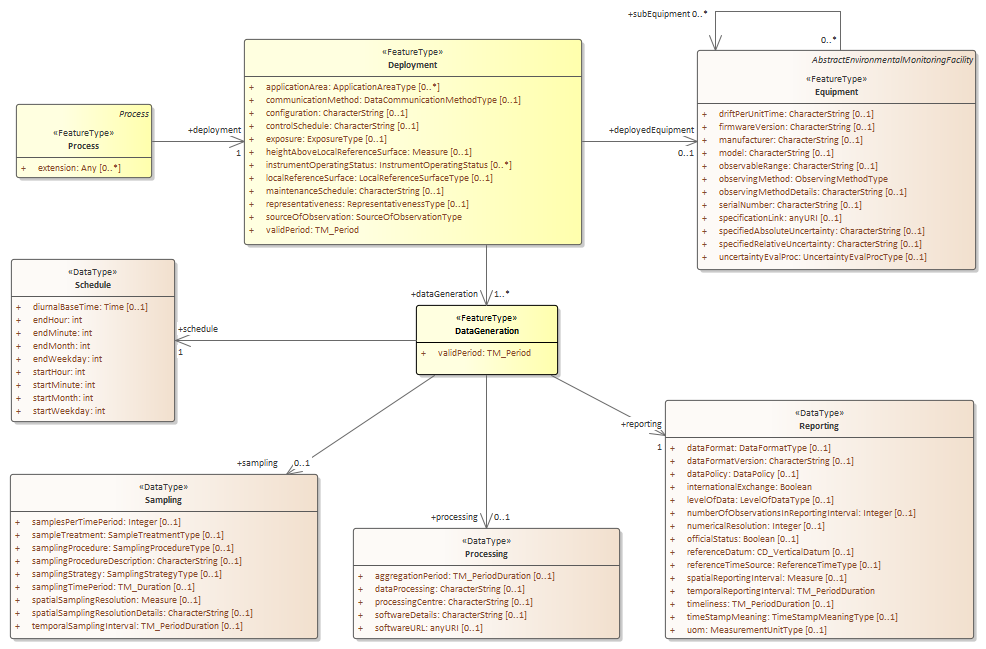 +subEquipment 0..*
0..*
«FeatureType»
Deployment
+ applicationArea: ApplicationAreaType [0..*]
+ communicationMethod: DataCommunicationMethodType [0..1]
+ configuration: CharacterString [0..1]
+ controlSchedule: CharacterString [0..1]
+ exposure: ExposureType [0..1]
+ heightAboveLocalReferenceSurface: Measure [0..1]
+ instrumentOperatingStatus: InstrumentOperatingStatus [0..*]
+ localReferenceSurface: LocalReferenceSurfaceType [0..1]
+ maintenanceSchedule: CharacterString [0..1]
+ representativeness: RepresentativenessType [0..1]
+ sourceOfObservation: SourceOfObservationType
+ validPeriod: TM_Period
AbstractEnvironmentalMonitoringFacility
«FeatureType»
Equipment
+ driftPerUnitTime: CharacterString [0..1]
+ firmwareVersion: CharacterString [0..1]
+ manufacturer: CharacterString [0..1]
+ model: CharacterString [0..1]
+ observableRange: CharacterString [0..1]
+ observingMethod: ObservingMethodType
+ observingMethodDetails: CharacterString [0..1]
+ serialNumber: CharacterString [0..1]
+ specificationLink: anyURI [0..1]
+ specifiedAbsoluteUncertainty: CharacterString [0..1]
+ specifiedRelativeUncertainty: CharacterString [0..1]
+ uncertaintyEvalProc: UncertaintyEvalProcType [0..1]
Process
«FeatureType»
Process
+ extension: Any [0..*]
+deployment
1
+deployedEquipment
0..1
«DataType»
Schedule
+ diurnalBaseTime: Time [0..1]
+ endHour: int
+ endMinute: int
+ endMonth: int
+ endWeekday: int
+ startHour: int
+ startMinute: int
+ startMonth: int
+ startWeekday: int
+dataGeneration
1..*
«FeatureType»
DataGeneration
+ validPeriod: TM_Period
+schedule
1
+sampling
0..1
+processing
0..1
+reporting
1
«DataType»
Sampling
+ samplesPerTimePeriod: Integer [0..1]
+ sampleTreatment: SampleTreatmentType [0..1]
+ samplingProcedure: SamplingProcedureType [0..1]
+ samplingProcedureDescription: CharacterString [0..1]
+ samplingStrategy: SamplingStrategyType [0..1]
+ samplingTimePeriod: TM_Duration [0..1]
+ spatialSamplingResolution: Measure [0..1]
+ spatialSamplingResolutionDetails: CharacterString [0..1]
+ temporalSamplingInterval: TM_PeriodDuration [0..1]
«DataType»
Processing
+ aggregationPeriod: TM_PeriodDuration [0..1]
+ dataProcessing: CharacterString [0..1]
+ processingCentre: CharacterString [0..1]
+ softwareDetails: CharacterString [0..1]
+ softwareURL: anyURI [0..1]
«DataType»
Reporting
+ dataFormat: DataFormatType [0..1]
+ dataFormatVersion: CharacterString [0..1]
+ dataPolicy: DataPolicy [0..1]
+ internationalExchange: Boolean
+ levelOfData: LevelOfDataType [0..1]
+ numberOfObservationsInReportingInterval: Integer [0..1]
+ numericalResolution: Integer [0..1]
+ officialStatus: Boolean [0..1]
+ referenceDatum: CD_VerticalDatum [0..1]
+ referenceTimeSource: ReferenceTimeType [0..1]
+ spatialReportingInterval: Measure [0..1]
+ temporalReportingInterval: TM_PeriodDuration
+ timeliness: TM_PeriodDuration [0..1]
+ timeStampMeaning: TimeStampMeaningType [0..1]
+ uom: MeasurementUnitType [0..1]